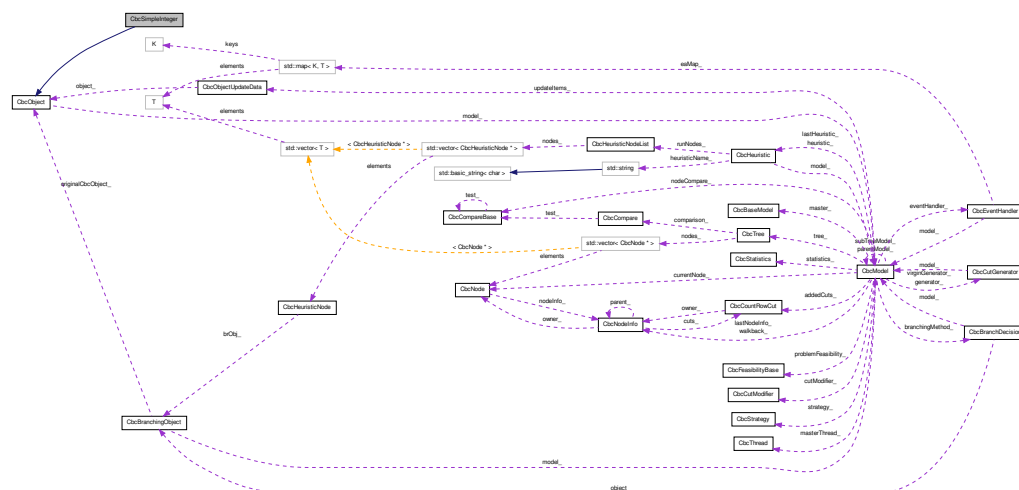 CbcSimpleInteger
K
keys
std::map< K, T >
eaMap_
elements
object_
CbcObjectUpdateData
updateItems_
CbcObject
T
elements
model_
lastHeuristic_
heuristic_
< CbcHeuristicNode * >
nodes_
CbcHeuristicNodeList
runNodes_
std::vector< T >
std::vector< CbcHeuristicNode * >
CbcHeuristic
heuristicName_
model_
elements
std::basic_string< char >
std::string
originalCbcObject_
nodeCompare_
test_
CbcCompareBase
test_
CbcCompare
comparison_
CbcBaseModel
master_
eventHandler_
CbcEventHandler
CbcTree
tree_
model_
nodes_
< CbcNode * >
std::vector< CbcNode * >
subTreeModel_
parentModel_
elements
CbcStatistics
statistics_
CbcModel
model_
virginGenerator_
generator_
CbcCutGenerator
currentNode_
CbcNode
nodeInfo_
parent_
addedCuts_
model_
CbcHeuristicNode
owner_
CbcCountRowCut
owner_
CbcNodeInfo
cuts_
lastNodeInfo_
walkback_
branchingMethod_
CbcBranchDecision
brObj_
problemFeasibility_
CbcFeasibilityBase
cutModifier_
CbcCutModifier
strategy_
CbcStrategy
CbcBranchingObject
masterThread_
CbcThread
model_
object_